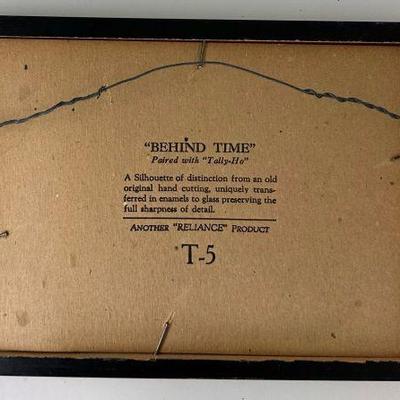 "BEHIND TIME"
Paired with "Tally-Ho"
A Silhouette of distinction from an old
original hand cutting, uniquely trans-
ferred in enamels to glass preserving the
full sharpness of detail.
ANOTHER "RELIANCE" PRODUCT
T-5